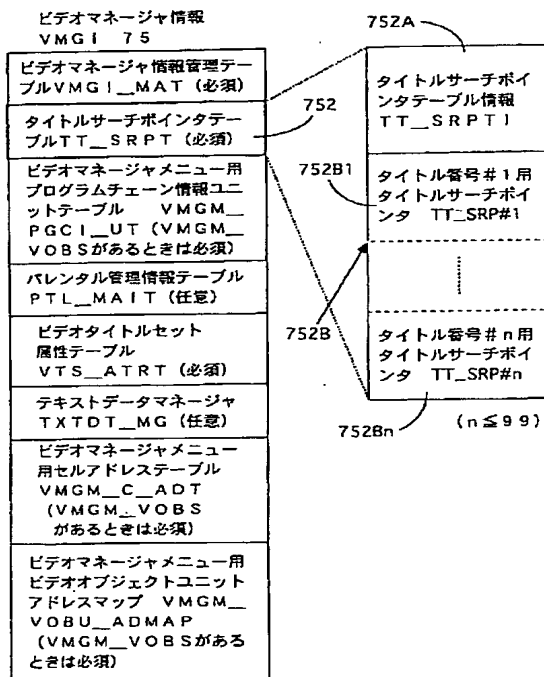 ビデオマネージャ情報
VMGI 75
ビデオマネージャ情報管理テー
ブルVMGI__MAT(必須)
タイトルサーチポインタテー
ブルTT__SRPT(必須)
ビデオマネージャメニュー用
プログラムチェーン情報ユニ
ットテーブル VMGM__
PGCI__UT(VMGM__
VOBSがあるときは必須)
パレンタル管理情報テーブル
PTL__MAIT(任意)
ビデオタイトルセット
属性テーブル
VTS__ATRT(必須)
テキストデータマネージャ
TXTDT__MG(任意)
ビデオマネージャメニュー
用セルアドレステーブル
VMGM__C__ADT
(VMGM__VOBS
があるときは必須)
ビデオマネージャメニュー用
ビデオオブジェクトユニット
アドレスマップ VMGM__
VOBU__ADMAP
(VMGM__VOBSがある
ときは必須)
752
752A
タイトルサーチポイ
ンタテーブル情報
TT__SRPTI
752B1
タイトル番号#1用
タイトルサーチポイ
ンタ TT_SRP#1
752B
タイトル番号#n用
タイトルサーチポイ
ンタ TT_SRP#n
752Bn
(n≦99)